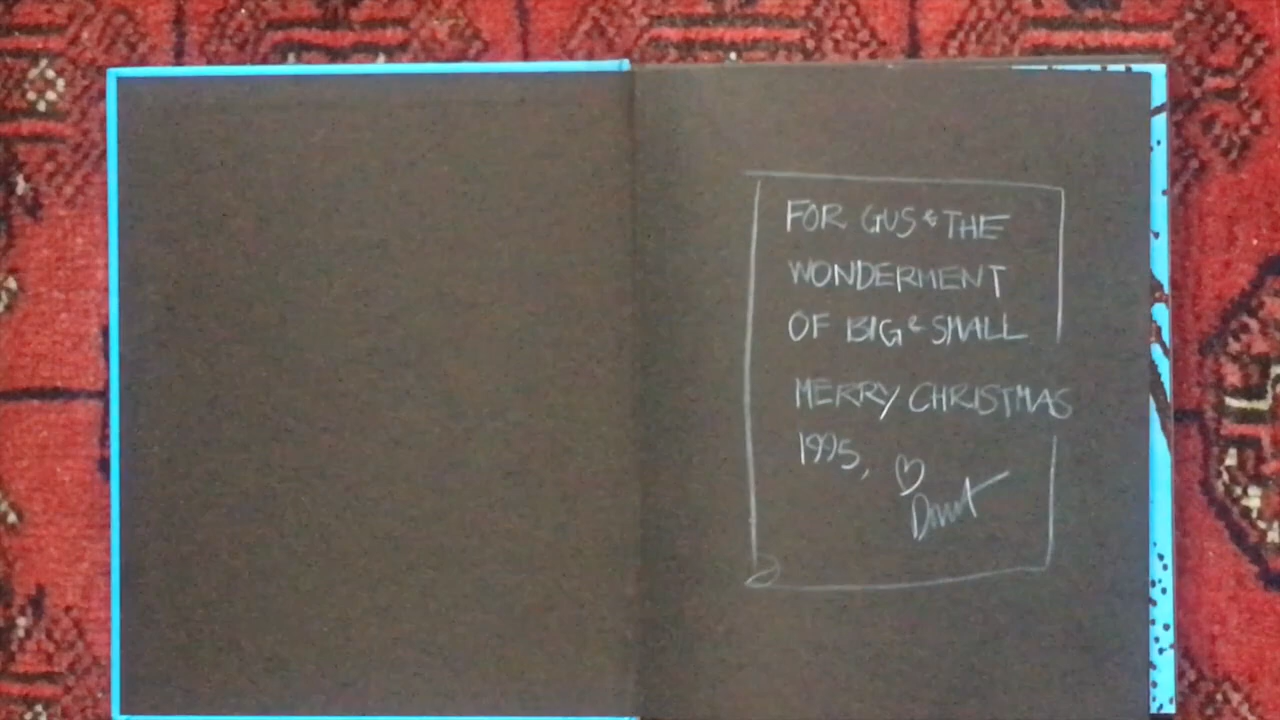 FOR GUS & THE
WONDERMENT
OF BIG & SMALL
MERRY CHRISTMAS
1995, ♡